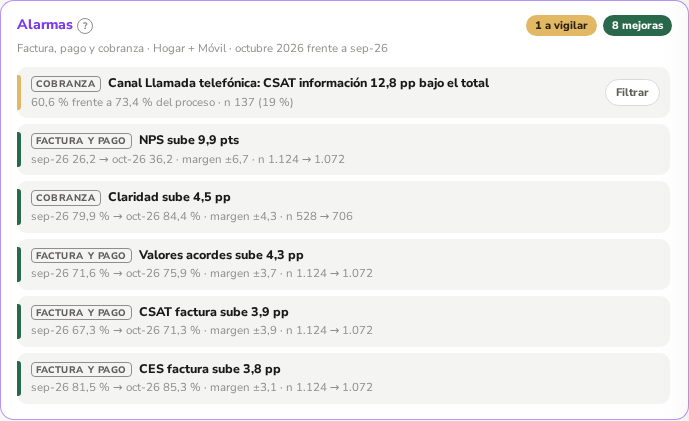 Alarmas ?
1 a vigilar
8 mejoras
Factura, pago y cobranza · Hogar + Móvil · octubre 2026 frente a sep-26
COBRANZA Canal Llamada telefónica: CSAT información 12,8 pp bajo el total
60,6 % frente a 73,4 % del proceso · n 137 (19 %)
Filtrar
FACTURA Y PAGO NPS sube 9,9 pts
sep-26 26,2 → oct-26 36,2 · margen ±6,7 · n 1.124 → 1.072
COBRANZA Claridad sube 4,5 pp
sep-26 79,9 % → oct-26 84,4 % · margen ±4,3 · n 528 → 706
FACTURA Y PAGO Valores acordes sube 4,3 pp
sep-26 71,6 % → oct-26 75,9 % · margen ±3,7 · n 1.124 → 1.072
FACTURA Y PAGO CSAT factura sube 3,9 pp
sep-26 67,3 % → oct-26 71,3 % · margen ±3,9 · n 1.124 → 1.072
FACTURA Y PAGO CES factura sube 3,8 pp
sep-26 81,5 % → oct-26 85,3 % · margen ±3,1 · n 1.124 → 1.072